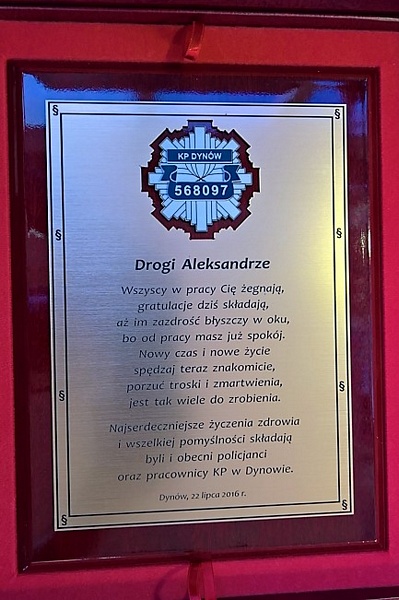 KP DYNÓW
568097
Drogi Aleksandrze
Wszyscy w pracy Cię żegnają,
gratulacje dziś składają,
aż im zazdrość błyszczy w oku,
bo od pracy masz już spokój.
Nowy czas i nowe życie
spędzaj teraz znakomicie,
porzuć troski i zmartwienia,
jest tak wiele do zrobienia.
Najserdeczniejsze życzenia zdrowia
i wszelkiej pomyślności składają
byli i obecni policjanci
oraz pracownicy KP w Dynowie.
Dynów, 22 lipca 2016 r.